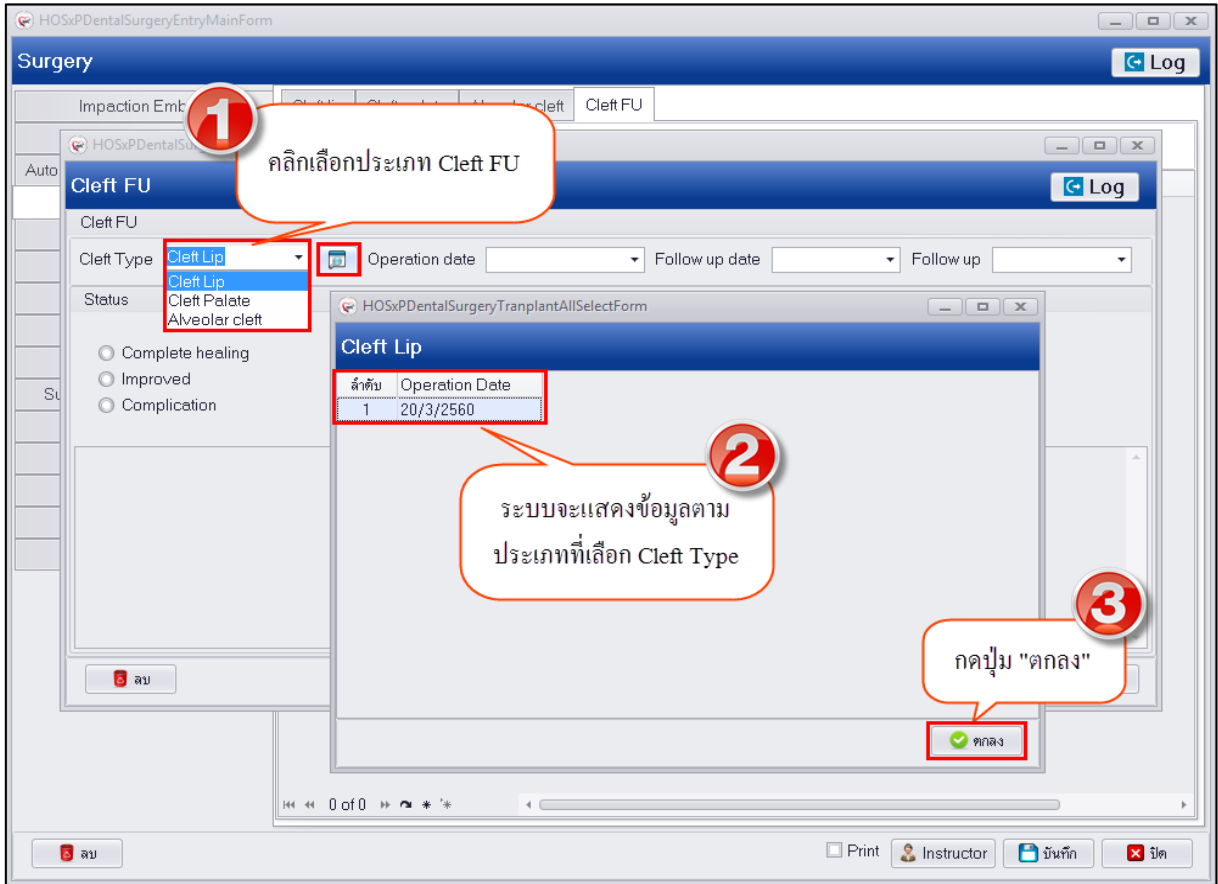 HOSxPDentalSurgeryEntryMainForm
Surgery
Log
Impaction
Cleft FU
Auto
Cleft FU
Log
Cleft FU
Cleft Type
Cleft Lip
Operation date
Follow up date
Follow up
Cleft Lip
Cleft Palate
Alveolar cleft
Status
Complete healing
Improved
Complication
1
คลิกเลือกประเภท Cleft FU
HOSxPDentalSurgeryTranplantAllSelectForm
Cleft Lip
ลำดับ Operation Date
1 20/3/2560
2
ระบบจะแสดงข้อมูลตาม
ประเภทที่เลือก Cleft Type
3
กดปุ่ม "ตกลง"
ลบ
ตกลง
0 of 0
ลบ
Print
Instructor
บันทึก
ปิด